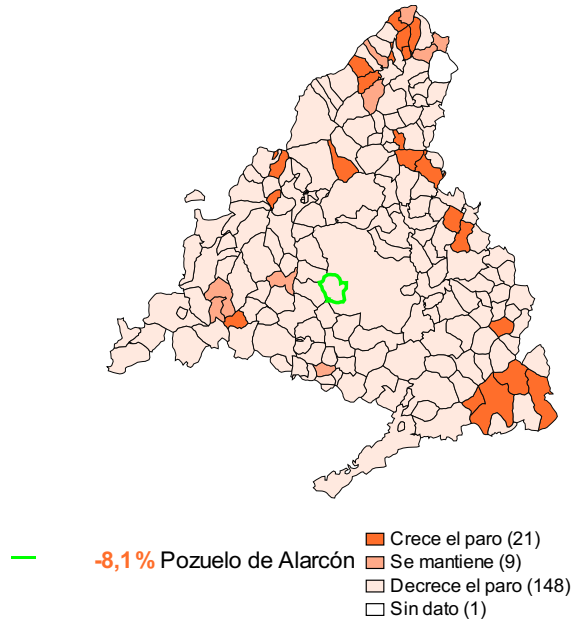 -8,1% Pozuelo de Alarcón
Crece el paro (21)
Se mantiene (9)
Decrece el paro (148)
Sin dato (1)